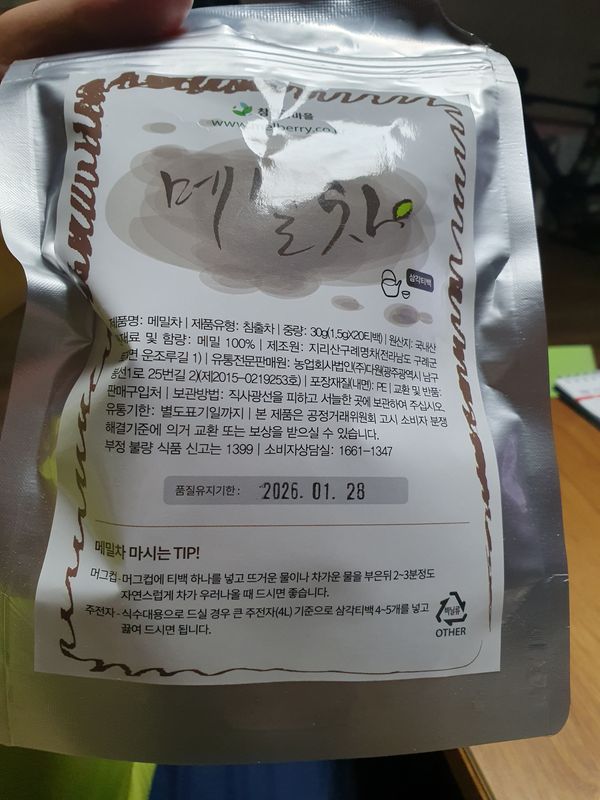 메밀차
삼각티백
제품명: 메밀차 | 제품유형: 침출차 | 중량: 30g(1.5g×20티백) | 원산지: 국내산
재료 및 함량: 메밀 100% | 제조원: 지리산구례명차(전라남도 구례군
운조루길 1) | 유통전문판매원: 농업회사법인(주)다원(광주광역시 남구
1로 25번길 2)(제2015-0219253호) | 포장재질(내면): PE | 교환 및 반품:
판매구입처 | 보관방법: 직사광선을 피하고 서늘한 곳에 보관하여 주십시오.
유통기한: 별도표기일까지 | 본 제품은 공정거래위원회 고시 소비자 분쟁
해결기준에 의거 교환 또는 보상을 받으실 수 있습니다.
부정 불량 식품 신고는 1399 | 소비자상담실: 1661-1347
품질유지기한 : 2026. 01. 28
메밀차 마시는 TIP!
머그컵 - 머그컵에 티백 하나를 넣고 뜨거운 물이나 차가운 물을 부은뒤 2~3분정도
자연스럽게 차가 우러나올 때 드시면 좋습니다.
주전자 - 식수대용으로 드실 경우 큰 주전자(4L) 기준으로 삼각티백 4~5개를 넣고
끓여 드시면 됩니다.
비닐류
OTHER